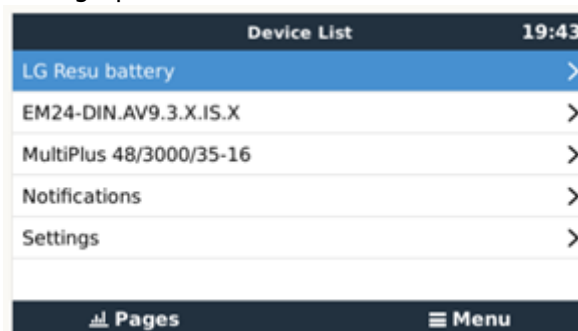 Device List 19:43
LG Resu battery
EM24-DIN.AV9.3.X.IS.X
MultiPlus 48/3000/35-16
Notifications
Settings
Pages Menu